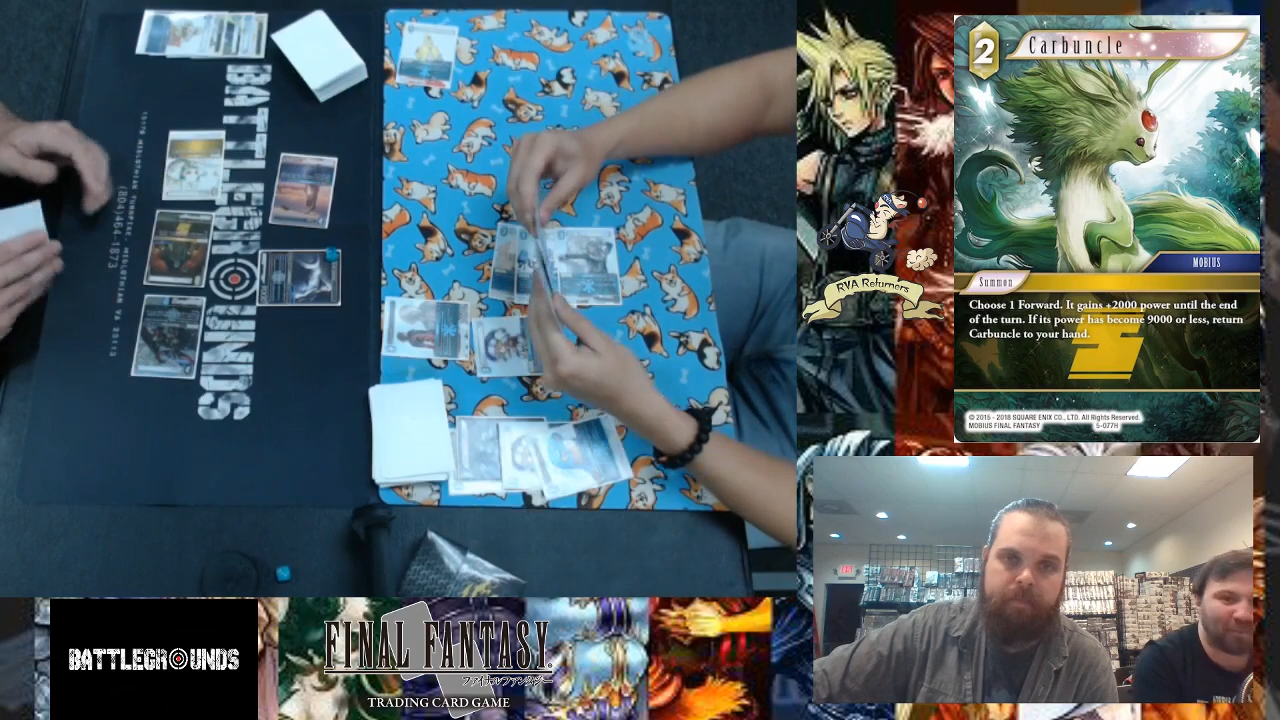 BATTLEGROUNDS
(804)464-1873
RVA Returners
2
Carbuncle
MOBIUS
Summon
Choose 1 Forward. It gains +2000 power until the end
of the turn. If its power has become 9000 or less, return
Carbuncle to your hand.
© 2015 - 2018 SQUARE ENIX CO., LTD. All Rights Reserved.
MOBIUS FINAL FANTASY 5-077H
BATTLEGROUNDS
FINAL FANTASY
ファイナルファンタジー
TRADING CARD GAME